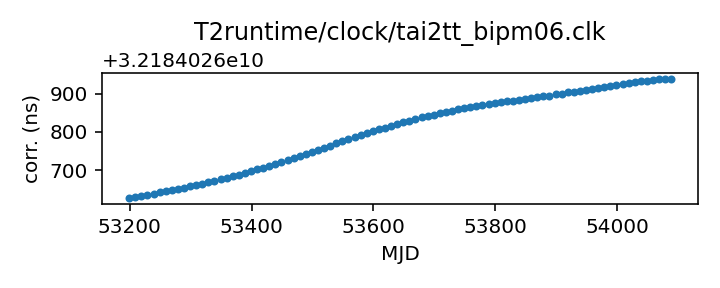 T2runtime/clock/tai2tt_bipm06.clk
+3.2184026e10
corr. (ns)
900
800
700
53200 53400 53600 53800 54000
MJD